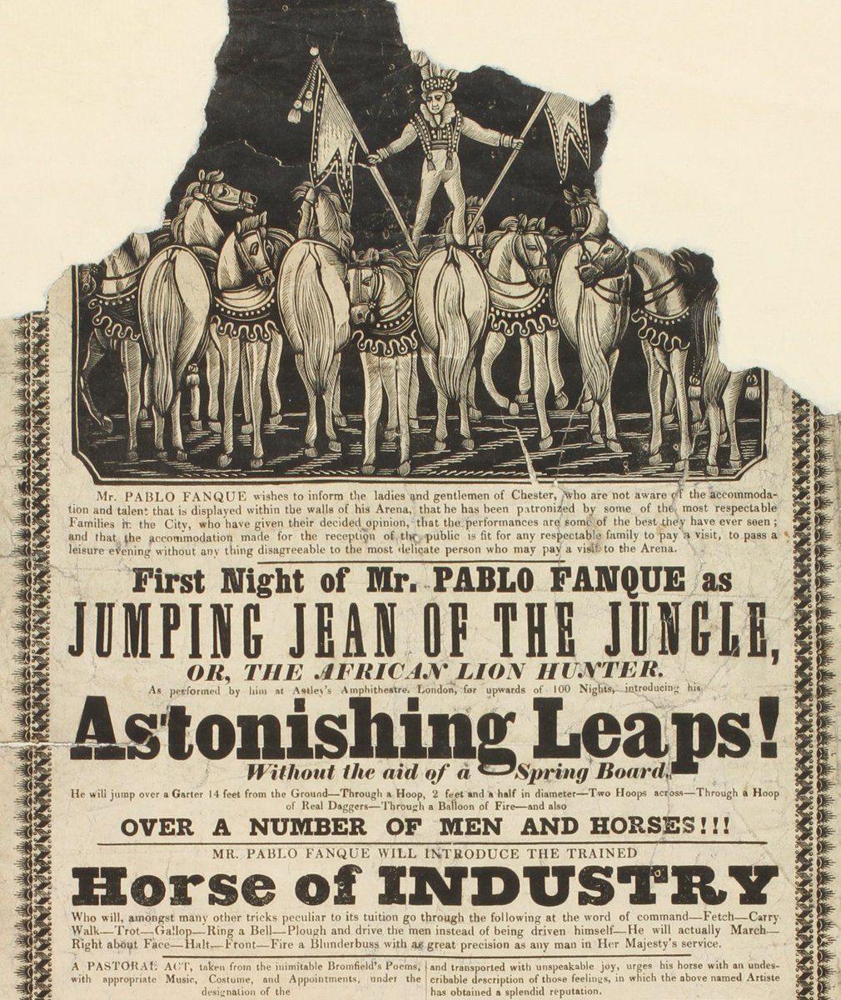 Mr. PABLO FANQUE wishes to inform the ladies and gentlemen of Chester, who are not aware of the accommoda-
tion and talent that is displayed within the walls of his Arena, that he has been patronized by some of the most respectable
Families in the City, who have given their decided opinion, that the performances are some of the best they have ever seen;
and that the accommodation made for the reception of the public is fit for any respectable family to pay a visit, to pass a
leisure evening without any thing disagreeable to the most delicate person who may pay a visit to the Arena.
First Night of Mr. PABLO FANQUE as
JUMPING JEAN OF THE JUNGLE,
OR, THE AFRICAN LION HUNTER.
As performed by him at Astley's Amphitheatre. London, for upwards of 100 Nights, introducing his
Astonishing Leaps!
Without the aid of a Spring Board.
He will jump over a Garter 14 feet from the Ground—Through a Hoop, 2 feet and a half in diameter—Two Hoops across—Through a Hoop
of Real Daggers—Through a Balloon of Fire—and also
OVER A NUMBER OF MEN AND HORSES!!!
MR. PABLO FANQUE WILL INTRODUCE THE TRAINED
Horse of INDUSTRY
Who will, amongst many other tricks peculiar to its tuition go through the following at the word of command—Fetch—Carry
Walk—Trot—Gallop—Ring a Bell—Plough and drive the men instead of being driven himself—He will actually March—
Right about Face—Halt—Front—Fire a Blunderbuss with as great precision as any man in Her Majesty's service.
A PASTORAL ACT, taken from the inimitable Bromfield's Poems,
with appropriate Music, Costume, and Appointments, under the
designation of the
and transported with unspeakable joy, urges his horse with an undes-
cribable description of those feelings, in which the above named Artiste
has obtained a splendid reputation.